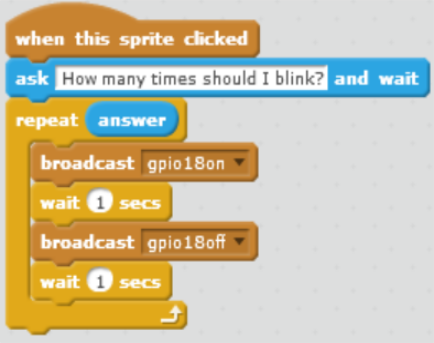 when this sprite clicked
ask How many times should I blink? and wait
repeat answer
broadcast gpio18on
wait 1 secs
broadcast gpio18off
wait 1 secs